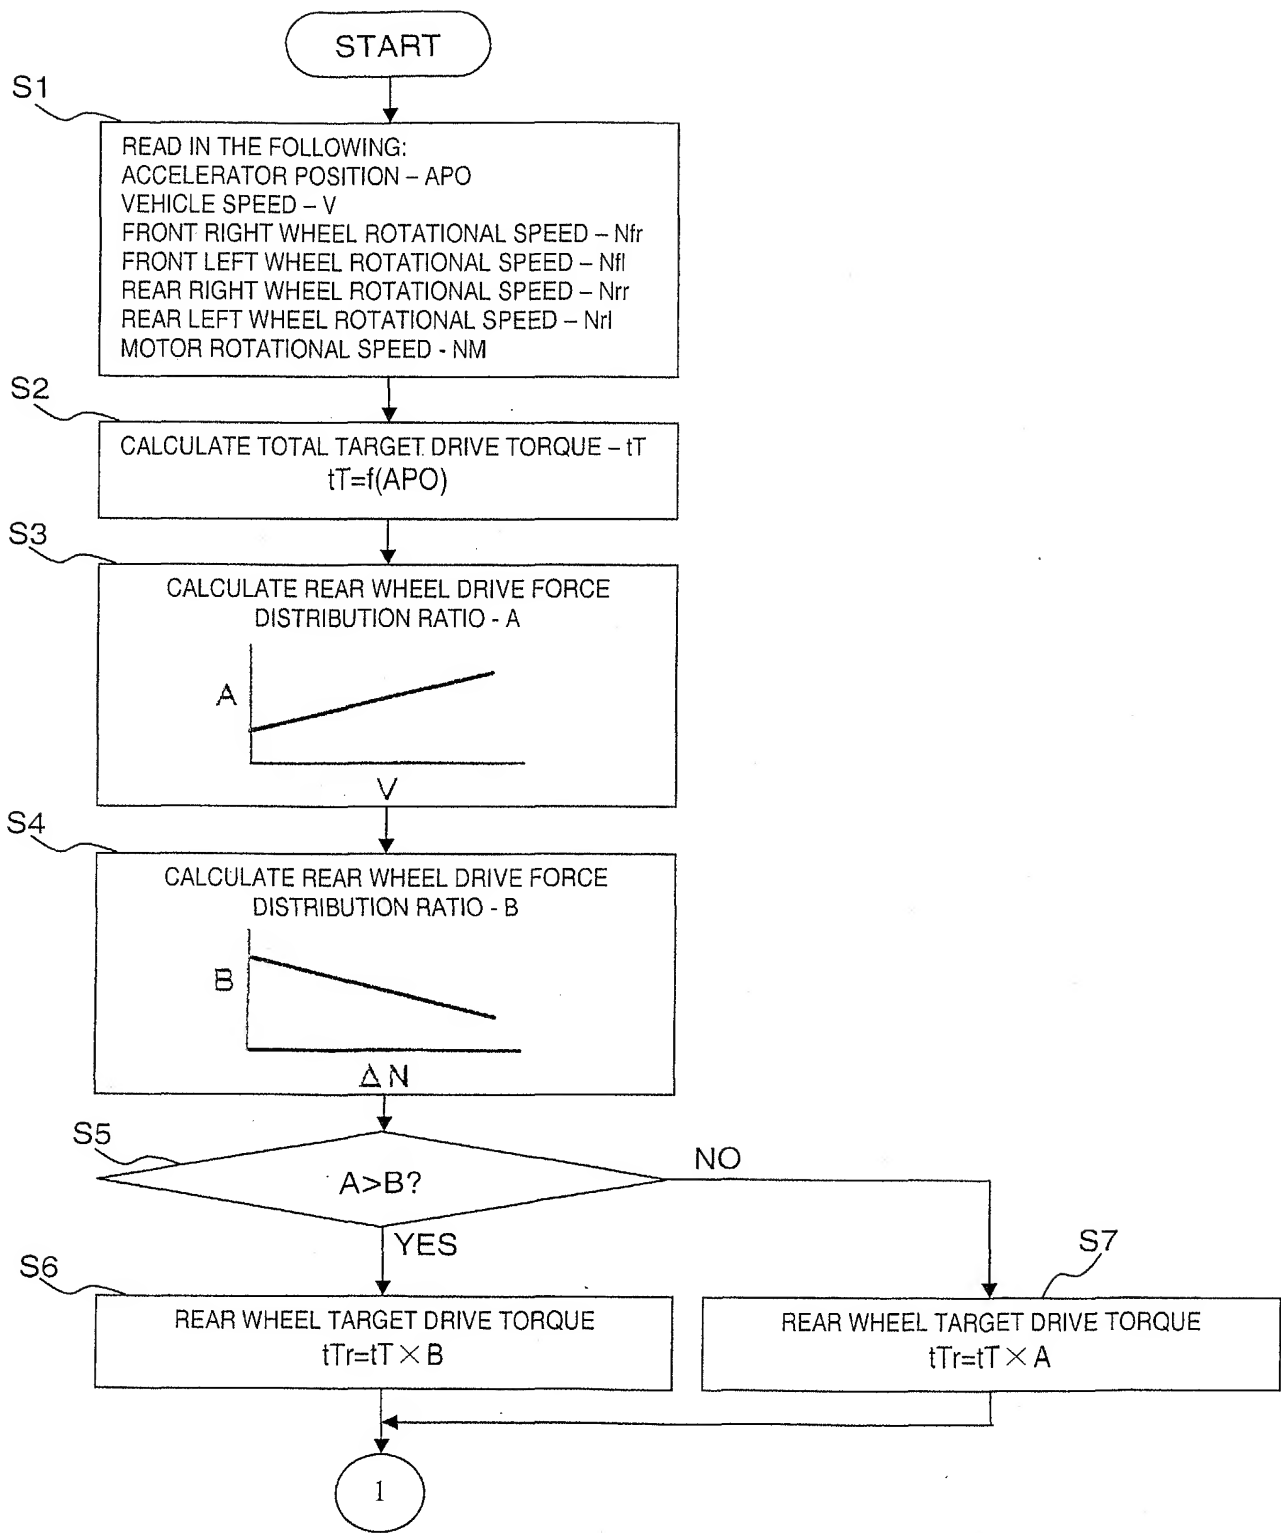 START
S1
READ IN THE FOLLOWING:
ACCELERATOR POSITION – APO
VEHICLE SPEED – V
FRONT RIGHT WHEEL ROTATIONAL SPEED – Nfr
FRONT LEFT WHEEL ROTATIONAL SPEED – Nfl
REAR RIGHT WHEEL ROTATIONAL SPEED – Nrr
REAR LEFT WHEEL ROTATIONAL SPEED – Nrl
MOTOR ROTATIONAL SPEED - NM
S2
CALCULATE TOTAL TARGET DRIVE TORQUE – tT
tT=f(APO)
S3
CALCULATE REAR WHEEL DRIVE FORCE
DISTRIBUTION RATIO - A
A
V
S4
CALCULATE REAR WHEEL DRIVE FORCE
DISTRIBUTION RATIO - B
B
Δ N
S5
A>B?
NO
YES
S6
REAR WHEEL TARGET DRIVE TORQUE
tTr=tT × B
S7
REAR WHEEL TARGET DRIVE TORQUE
tTr=tT × A
1